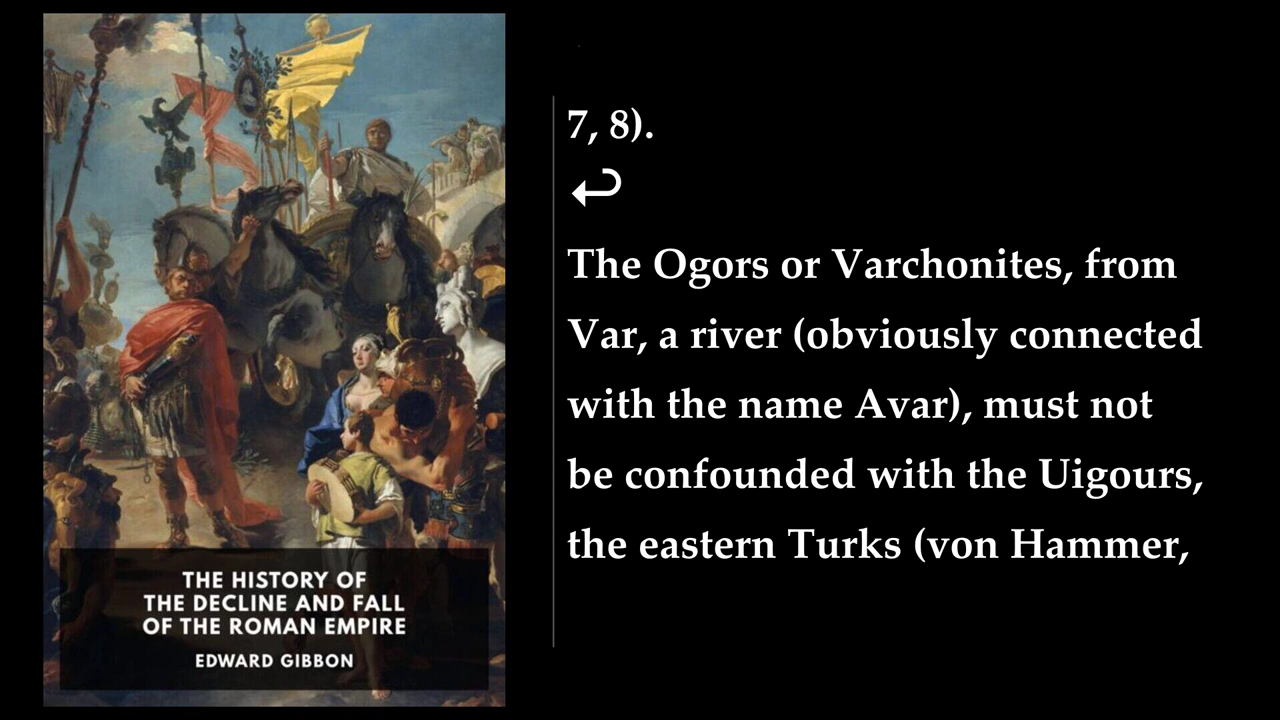 THE HISTORY OF
THE DECLINE AND FALL
OF THE ROMAN EMPIRE
EDWARD GIBBON
7, 8).
↩
The Ogors or Varchonites, from
Var, a river (obviously connected
with the name Avar), must not
be confounded with the Uigours,
the eastern Turks (von Hammer,